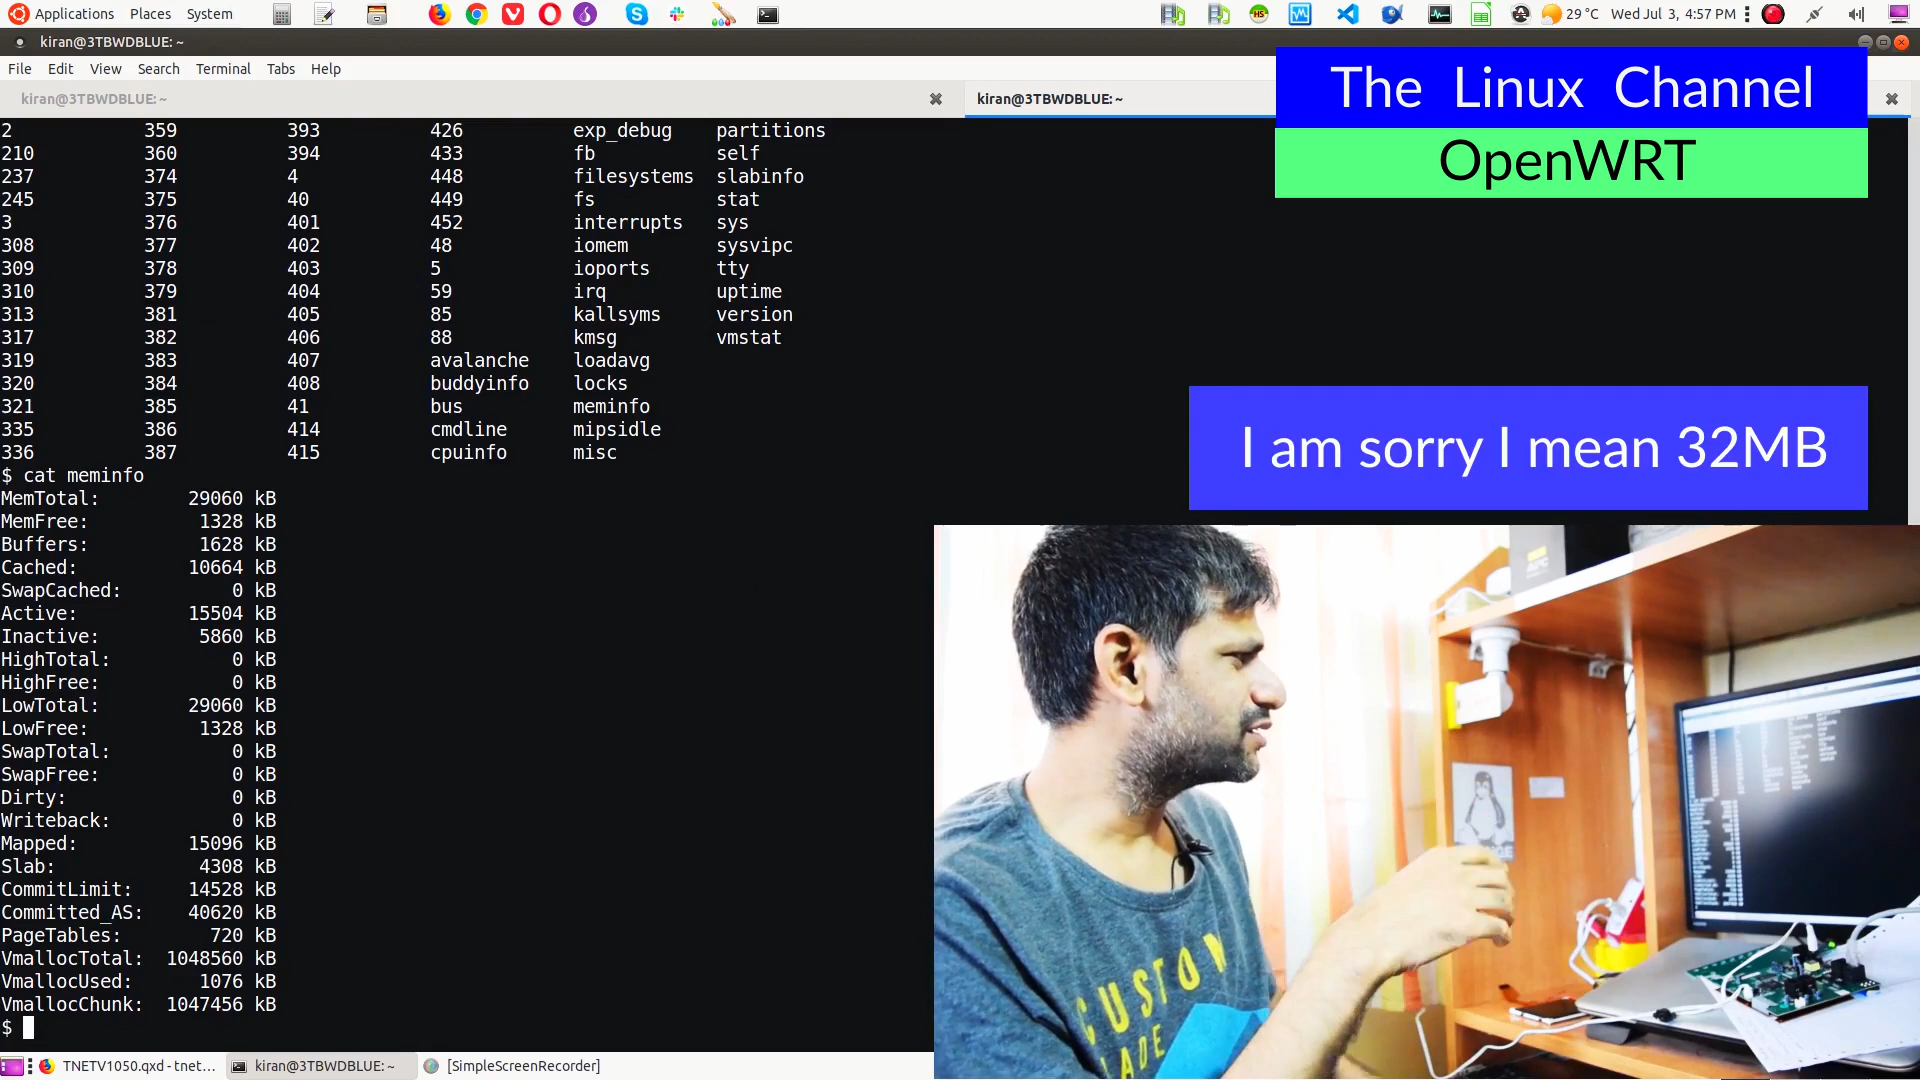 Applications Places System 29 °C Wed Jul 3, 4:57 PM
kiran@3TBWDBLUE: ~
File Edit View Search Terminal Tabs Help
kiran@3TBWDBLUE: ~ kiran@3TBWDBLUE: ~
The Linux Channel
OpenWRT
2 359 393 426 exp_debug partitions
210 360 394 433 fb self
237 374 4 448 filesystems slabinfo
245 375 40 449 fs stat
3 376 401 452 interrupts sys
308 377 402 48 iomem sysvipc
309 378 403 5 ioports tty
310 379 404 59 irq uptime
313 381 405 85 kallsyms version
317 382 406 88 kmsg vmstat
319 383 407 avalanche loadavg
320 384 408 buddyinfo locks
321 385 41 bus meminfo
335 386 414 cmdline mipsidle
336 387 415 cpuinfo misc
I am sorry I mean 32MB
$ cat meminfo
MemTotal: 29060 kB
MemFree: 1328 kB
Buffers: 1628 kB
Cached: 10664 kB
SwapCached: 0 kB
Active: 15504 kB
Inactive: 5860 kB
HighTotal: 0 kB
HighFree: 0 kB
LowTotal: 29060 kB
LowFree: 1328 kB
SwapTotal: 0 kB
SwapFree: 0 kB
Dirty: 0 kB
Writeback: 0 kB
Mapped: 15096 kB
Slab: 4308 kB
CommitLimit: 14528 kB
Committed_AS: 40620 kB
PageTables: 720 kB
VmallocTotal: 1048560 kB
VmallocUsed: 1076 kB
VmallocChunk: 1047456 kB
$
APC
CUSTOM
TNETV1050.qxd - tnet... kiran@3TBWDBLUE: ~ [SimpleScreenRecorder]